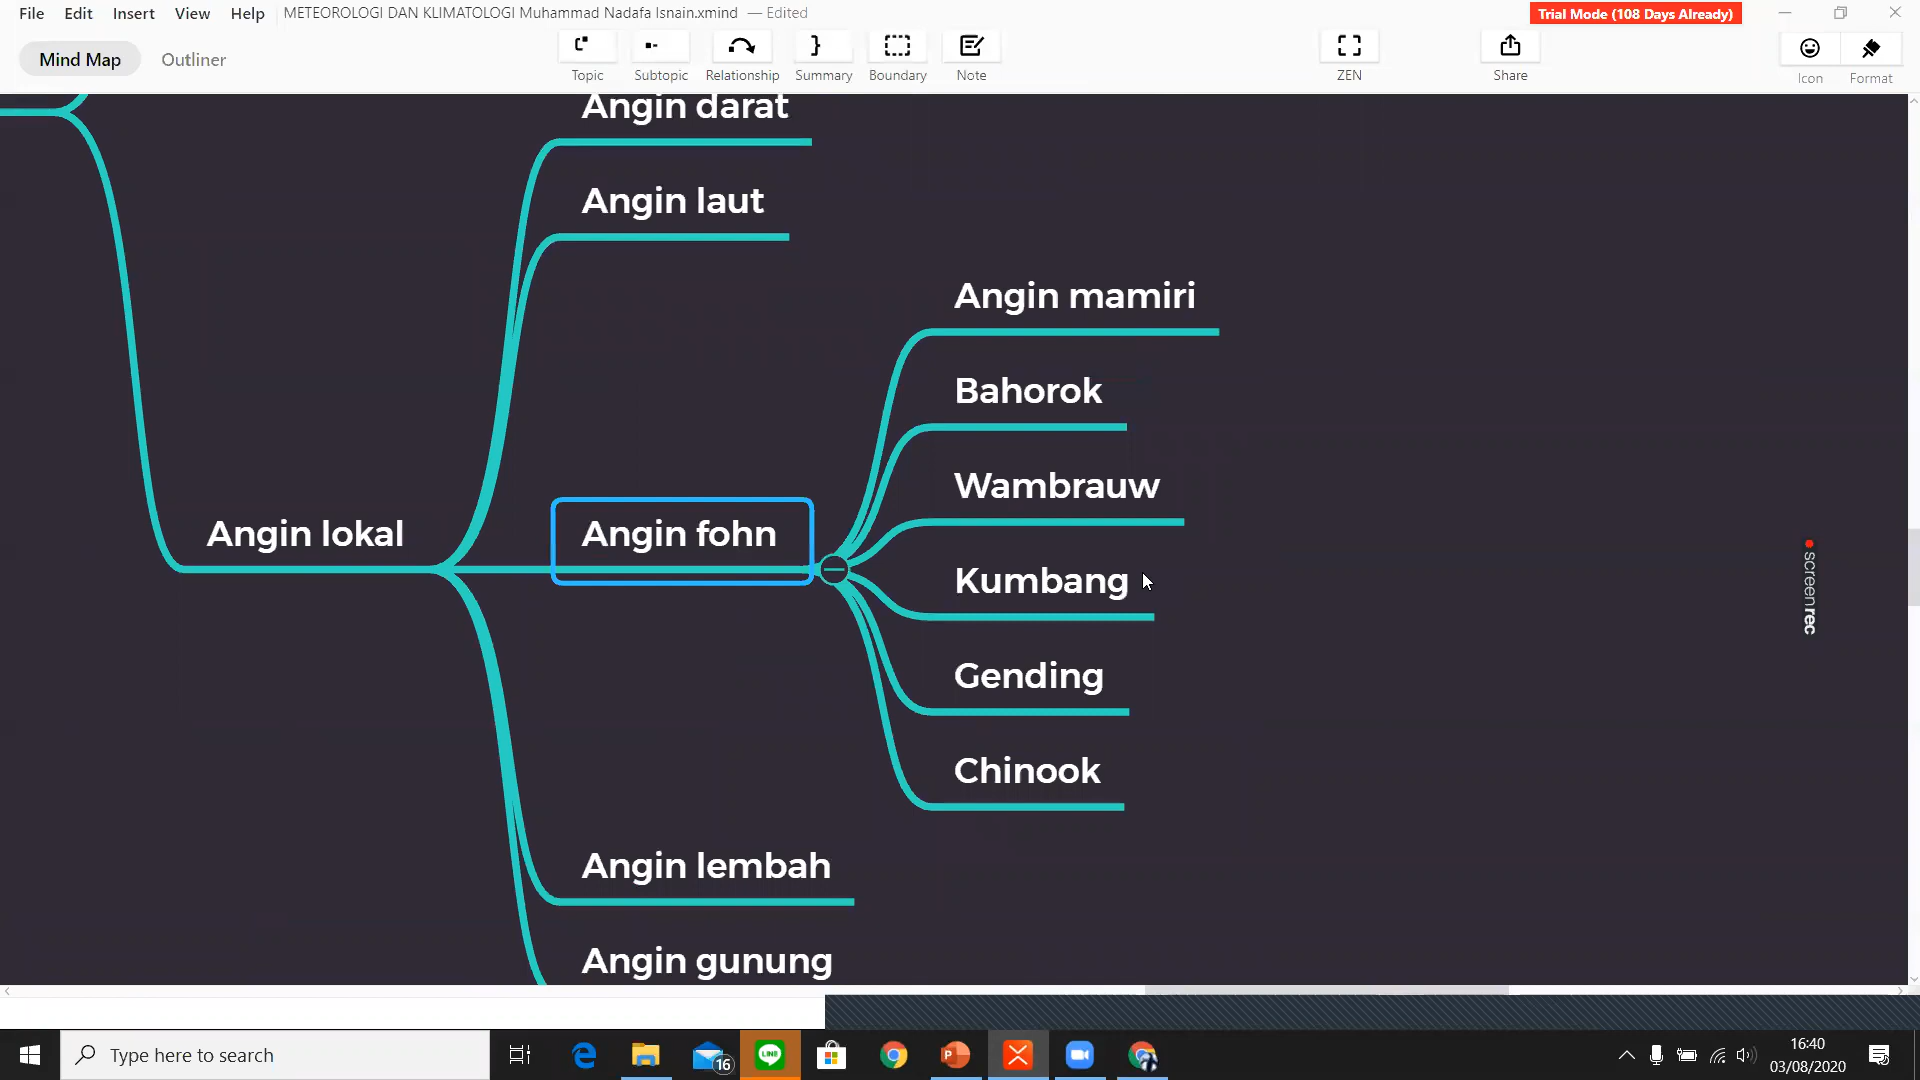 File Edit Insert View Help METEOROLOGI DAN KLIMATOLOGI Muhammad Nadafa Isnain.xmind — Edited Trial Mode (108 Days Already)
Mind Map Outliner
Topic Subtopic Relationship Summary Boundary Note ZEN Share Icon Format
Angin darat
Angin laut
Angin mamiri
Bahorok
Wambrauw
Angin lokal
Angin fohn
Kumbang
Gending
Chinook
Angin lembah
Angin gunung
screenrec
Type here to search
16
LINE
16:40
03/08/2020